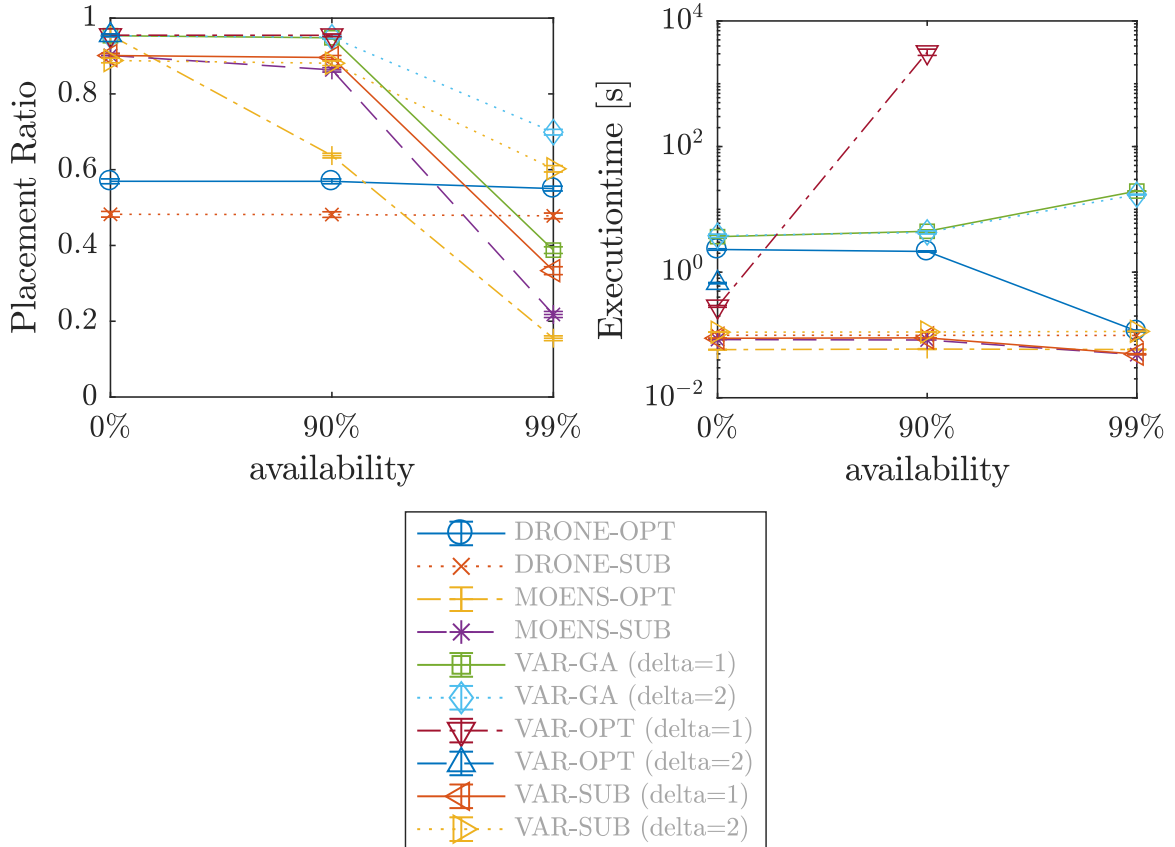 1
0.8
0.6
0.4
0.2
0
Placement Ratio
0%
90%
99%
availability
10^4
10^2
10^0
10^-2
Executiontime [s]
0%
90%
99%
availability
DRONE-OPT
DRONE-SUB
MOENS-OPT
MOENS-SUB
VAR-GA (delta=1)
VAR-GA (delta=2)
VAR-OPT (delta=1)
VAR-OPT (delta=2)
VAR-SUB (delta=1)
VAR-SUB (delta=2)